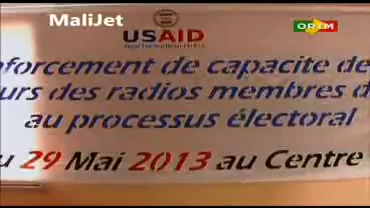 MaliJet
USAID
ORTM
nforcement de capacite de
urs des radios membres d
au processus électoral
u 29 Mai 2013 au Centre